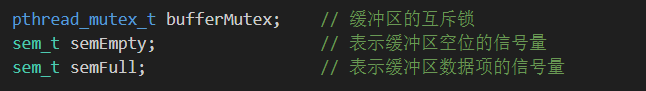 pthread_mutex_t bufferMutex;    // 缓冲区的互斥锁
sem_t semEmpty;                 // 表示缓冲区空位的信号量
sem_t semFull;                  // 表示缓冲区数据项的信号量